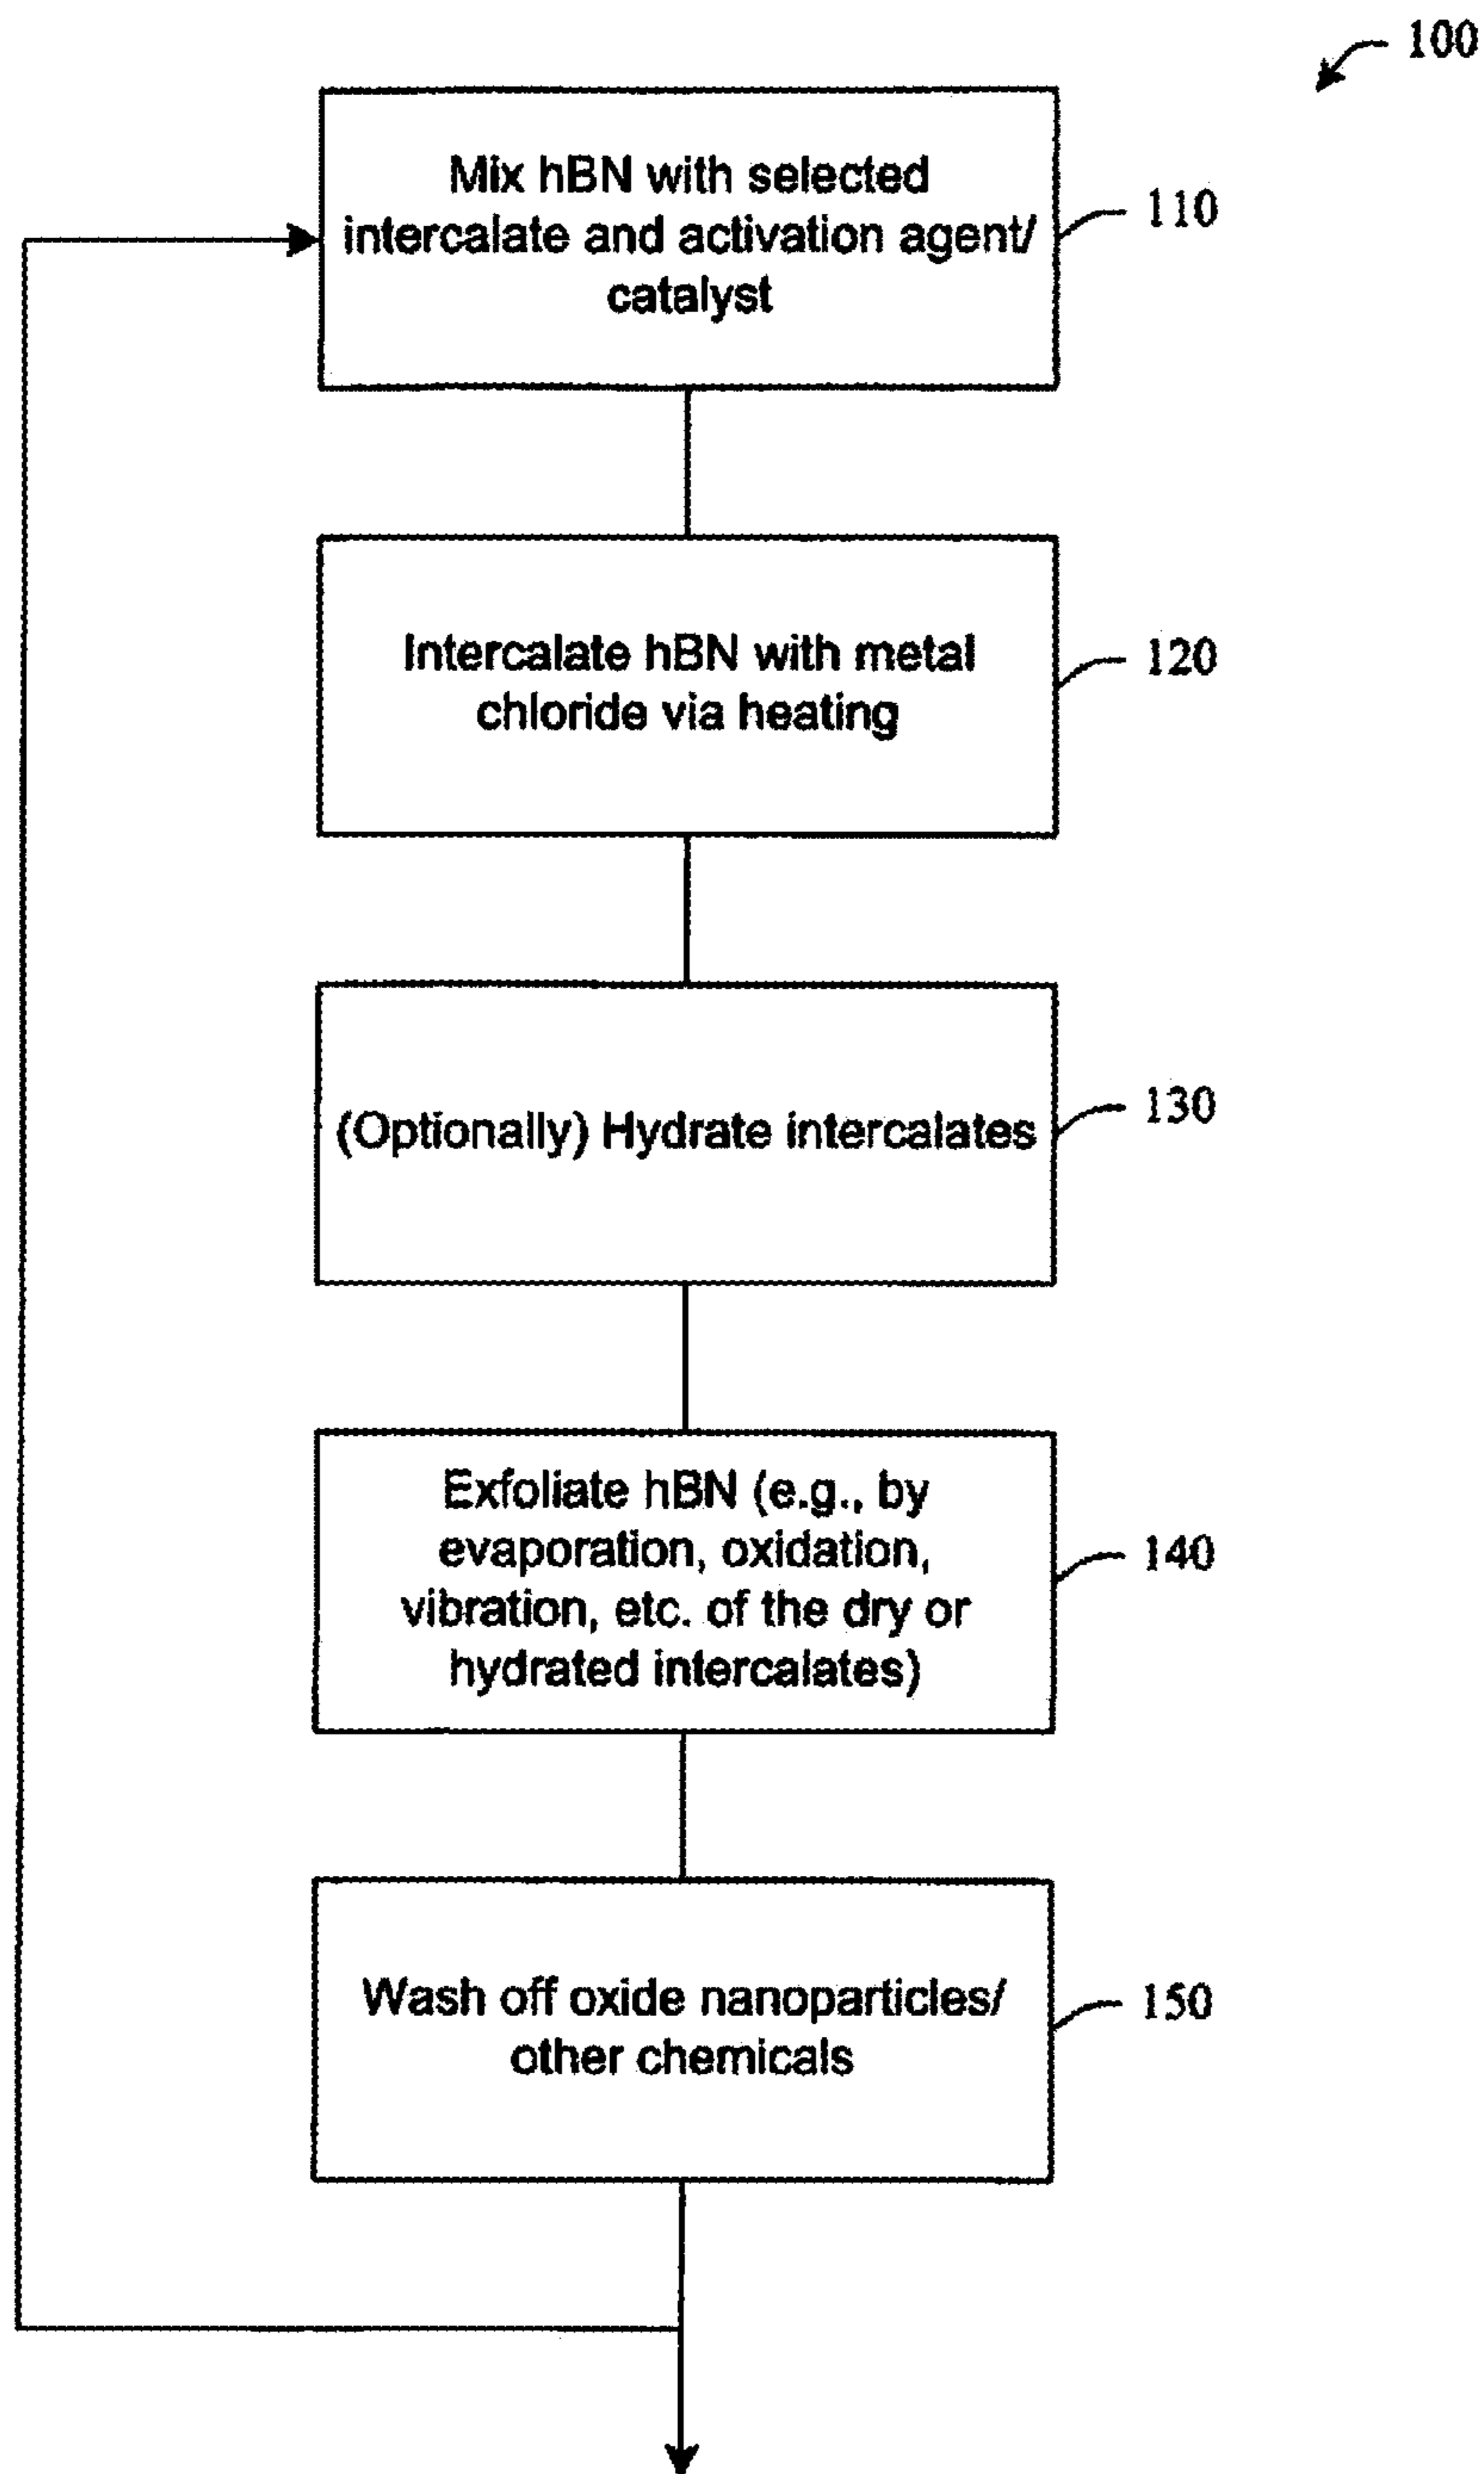 100
Mix hBN with selected
intercalate and activation agent/
catalyst
110
Intercalate hBN with metal
chloride via heating
120
(Optionally) Hydrate intercalates
130
Exfoliate hBN (e.g., by
evaporation, oxidation,
vibration, etc. of the dry or
hydrated intercalates)
140
Wash off oxide nanoparticles/
other chemicals
150